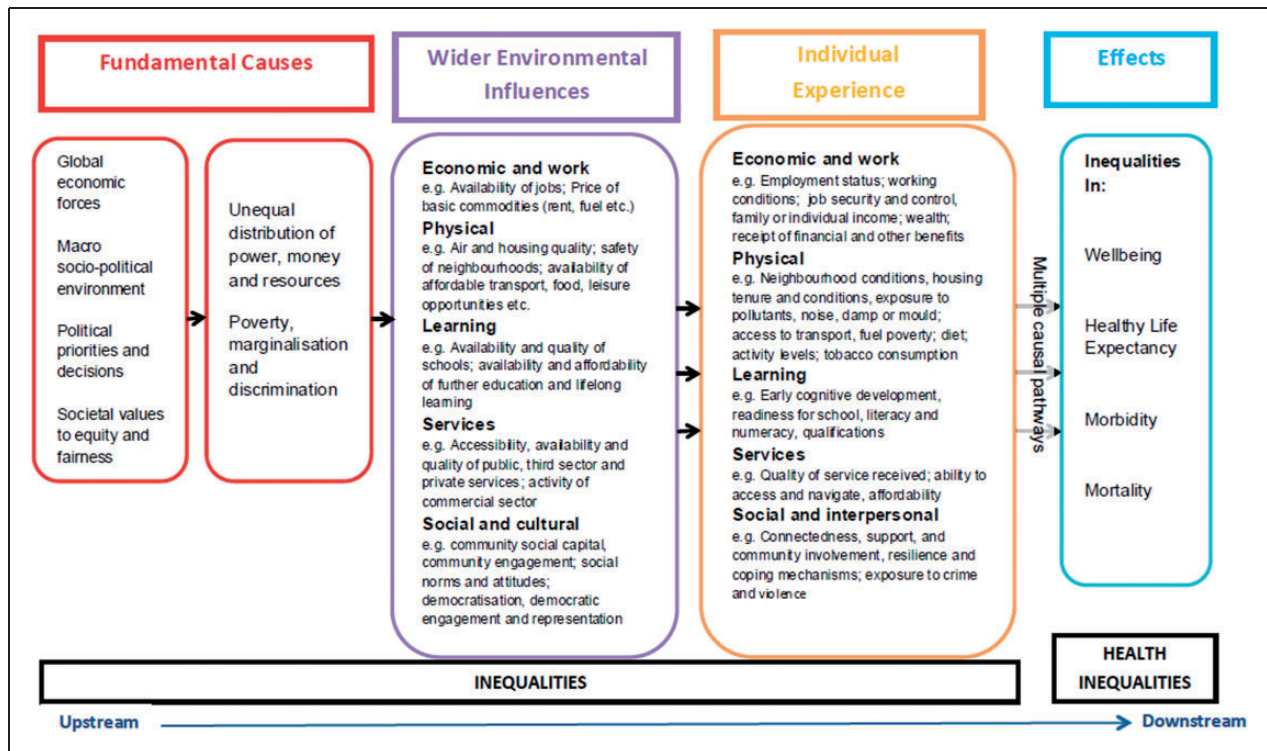 Fundamental Causes
Wider Environmental
Influences
Individual
Experience
Effects
Global
economic
forces
Macro
socio-political
environment
Political
priorities and
decisions
Societal values
to equity and
fairness
Unequal
distribution of
power, money
and resources
Poverty,
marginalisation
and
discrimination
Economic and work
e.g. Availability of jobs; Price of
basic commodities (rent, fuel etc.)
Physical
e.g. Air and housing quality; safety
of neighbourhoods; availability of
affordable transport, food, leisure
opportunities etc.
Learning
e.g. Availability and quality of
schools; availability and affordability
of further education and lifelong
learning
Services
e.g. Accessibility, availability and
quality of public, third sector and
private services; activity of
commercial sector
Social and cultural
e.g. community social capital,
community engagement; social
norms and attitudes;
democratisation, democratic
engagement and representation
Economic and work
e.g. Employment status; working
conditions; job security and control,
family or individual income; wealth;
receipt of financial and other benefits
Physical
e.g. Neighbourhood conditions, housing
tenure and conditions, exposure to
pollutants, noise, damp or mould;
access to transport, fuel poverty; diet;
activity levels; tobacco consumption
Learning
e.g. Early cognitive development,
readiness for school, literacy and
numeracy, qualifications
Services
e.g. Quality of service received; ability to
access and navigate, affordability
Social and interpersonal
e.g. Connectedness, support, and
community involvement, resilience and
coping mechanisms; exposure to crime
and violence
Multiple causal pathways
Inequalities
In:
Wellbeing
Healthy Life
Expectancy
Morbidity
Mortality
INEQUALITIES
HEALTH
INEQUALITIES
Upstream
Downstream